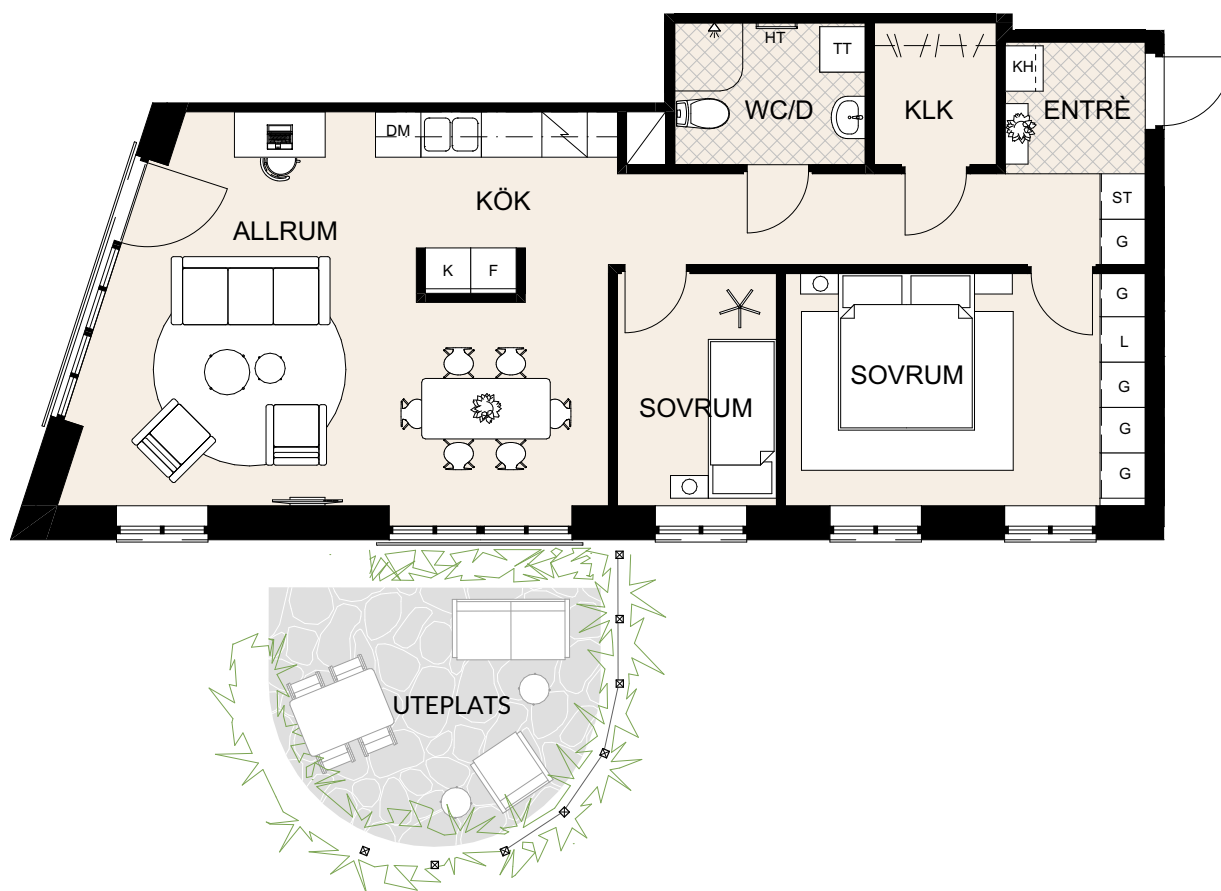 HT
TT
WC/D
KLK
KH
ENTRÈ
DM
KÖK
ALLRUM
ST
G
K F
G
L
G
G
G
SOVRUM
SOVRUM
UTEPLATS